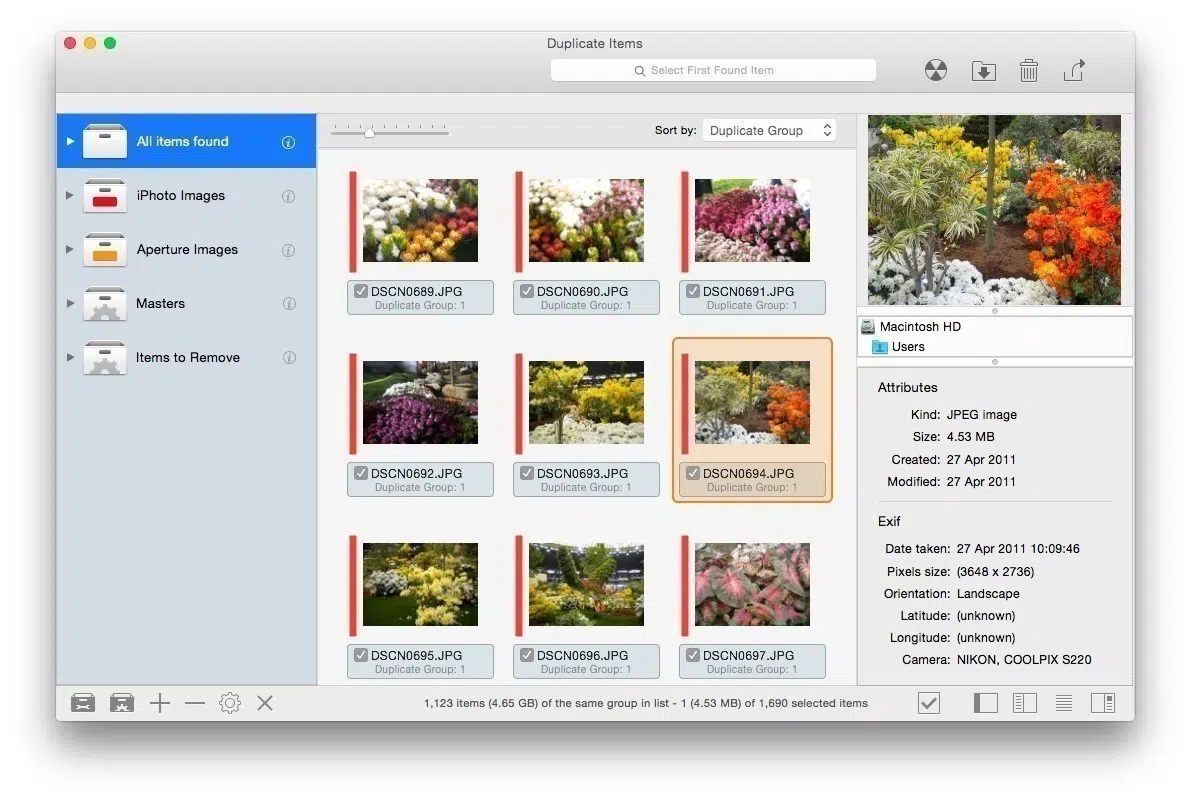 Duplicate Items
Select First Found Item
All items found
iPhoto Images
Aperture Images
Masters
Items to Remove
Sort by: Duplicate Group
DSCN0689.JPG
Duplicate Group: 1
DSCN0690.JPG
Duplicate Group: 1
DSCN0691.JPG
Duplicate Group: 1
DSCN0692.JPG
Duplicate Group: 1
DSCN0693.JPG
Duplicate Group: 1
DSCN0694.JPG
Duplicate Group: 1
DSCN0695.JPG
Duplicate Group: 1
DSCN0696.JPG
Duplicate Group: 1
DSCN0697.JPG
Duplicate Group: 1
Macintosh HD
Users
Attributes
Kind: JPEG image
Size: 4.53 MB
Created: 27 Apr 2011
Modified: 27 Apr 2011
Exif
Date taken: 27 Apr 2011 10:09:46
Pixels size: (3648 x 2736)
Orientation: Landscape
Latitude: (unknown)
Longitude: (unknown)
Camera: NIKON, COOLPIX S220
1,123 items (4.65 GB) of the same group in list - 1 (4.53 MB) of 1,690 selected items